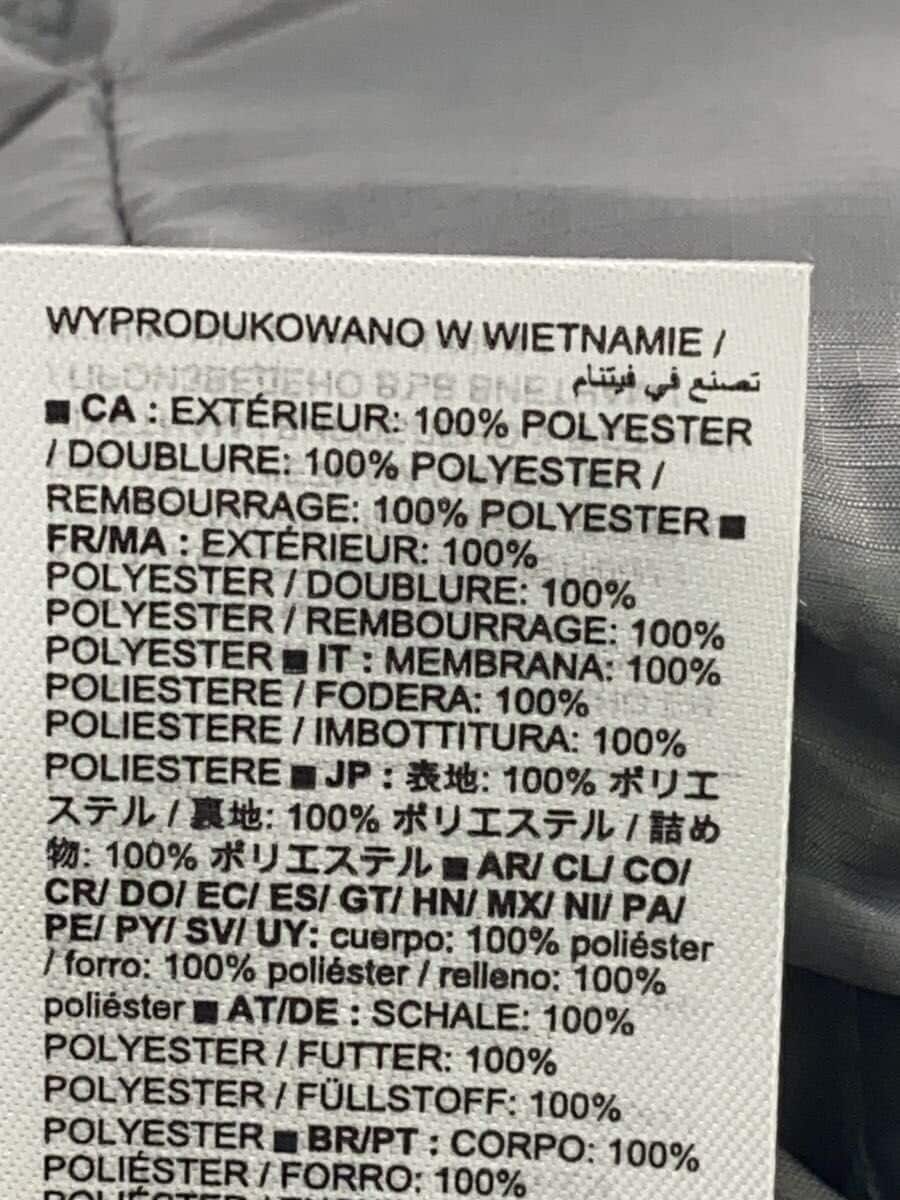 WYPRODUKOWANO W WIETNAMIE /
تصنع في فيتنام
■ CA : EXTÉRIEUR: 100% POLYESTER
/ DOUBLURE: 100% POLYESTER /
REMBOURRAGE: 100% POLYESTER ■
FR/MA : EXTÉRIEUR: 100%
POLYESTER / DOUBLURE: 100%
POLYESTER / REMBOURRAGE: 100%
POLYESTER ■ IT : MEMBRANA: 100%
POLIESTERE / FODERA: 100%
POLIESTERE / IMBOTTITURA: 100%
POLIESTERE ■ JP : 表地: 100% ポリエ
ステル / 裏地: 100% ポリエステル / 詰め
物: 100% ポリエステル ■ AR/ CL/ CO/
CR/ DO/ EC/ ES/ GT/ HN/ MX/ NI/ PA/
PE/ PY/ SV/ UY: cuerpo: 100% poliéster
/ forro: 100% poliéster / relleno: 100%
poliéster ■ AT/DE : SCHALE: 100%
POLYESTER / FUTTER: 100%
POLYESTER / FÜLLSTOFF: 100%
POLYESTER ■ BR/PT : CORPO: 100%
POLIÉSTER / FORRO: 100%